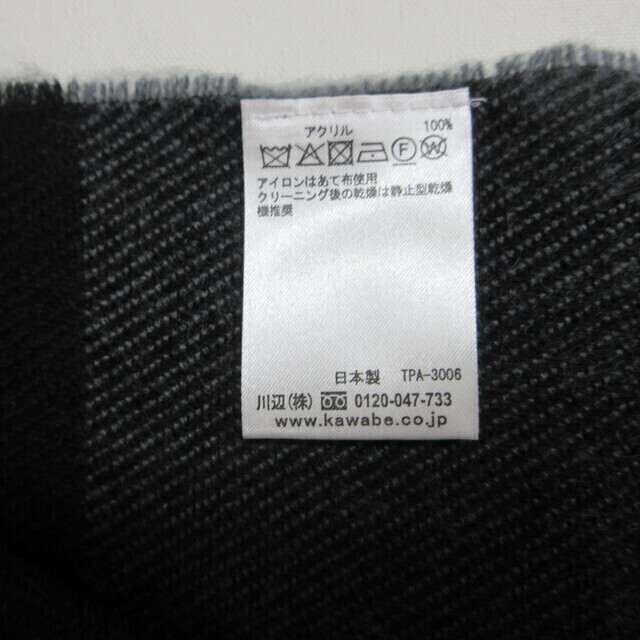 アクリル 100%
F W
アイロンはあて布使用
クリーニング後の乾燥は静止型乾燥
機推奨
日本製 TPA-3006
川辺(株) 0120-047-733
www.kawabe.co.jp